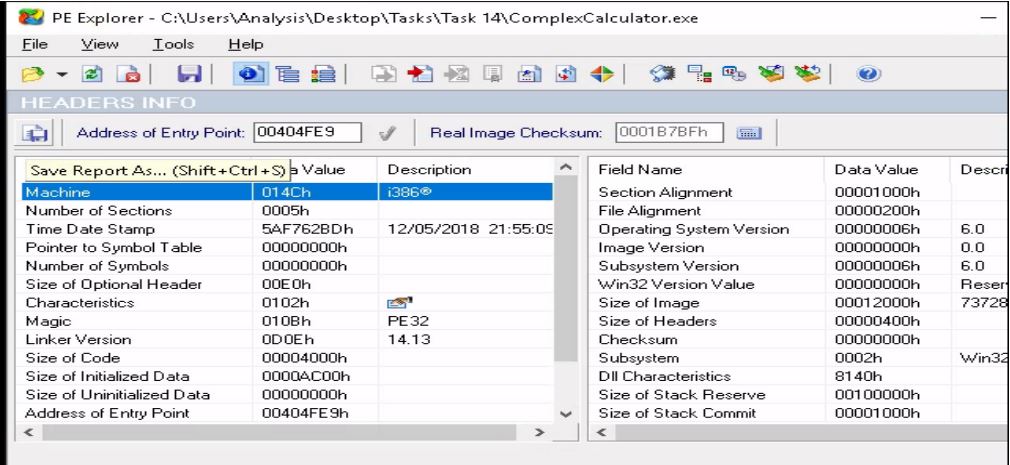 PE Explorer - C:\Users\Analysis\Desktop\Tasks\Task 14\ComplexCalculator.exe
File View Tools Help
HEADERS INFO
Address of Entry Point: 00404FE9 Real Image Checksum: 0001B7BFh
Save Report As... (Shift+Ctrl+S) a Value Description
Machine 014Ch i386®
Number of Sections 0005h
Time Date Stamp 5AF762BDh 12/05/2018 21:55:09
Pointer to Symbol Table 00000000h
Number of Symbols 00000000h
Size of Optional Header 00E0h
Characteristics 0102h
Magic 010Bh PE32
Linker Version 0D0Eh 14.13
Size of Code 00004000h
Size of Initialized Data 0000AC00h
Size of Uninitialized Data 00000000h
Address of Entry Point 00404FE9h
Field Name Data Value Descri
Section Alignment 00001000h
File Alignment 00000200h
Operating System Version 00000006h 6.0
Image Version 00000000h 0.0
Subsystem Version 00000006h 6.0
Win32 Version Value 00000000h Reser
Size of Image 00012000h 73728
Size of Headers 00000400h
Checksum 00000000h
Subsystem 0002h Win32
Dll Characteristics 8140h
Size of Stack Reserve 00100000h
Size of Stack Commit 00001000h